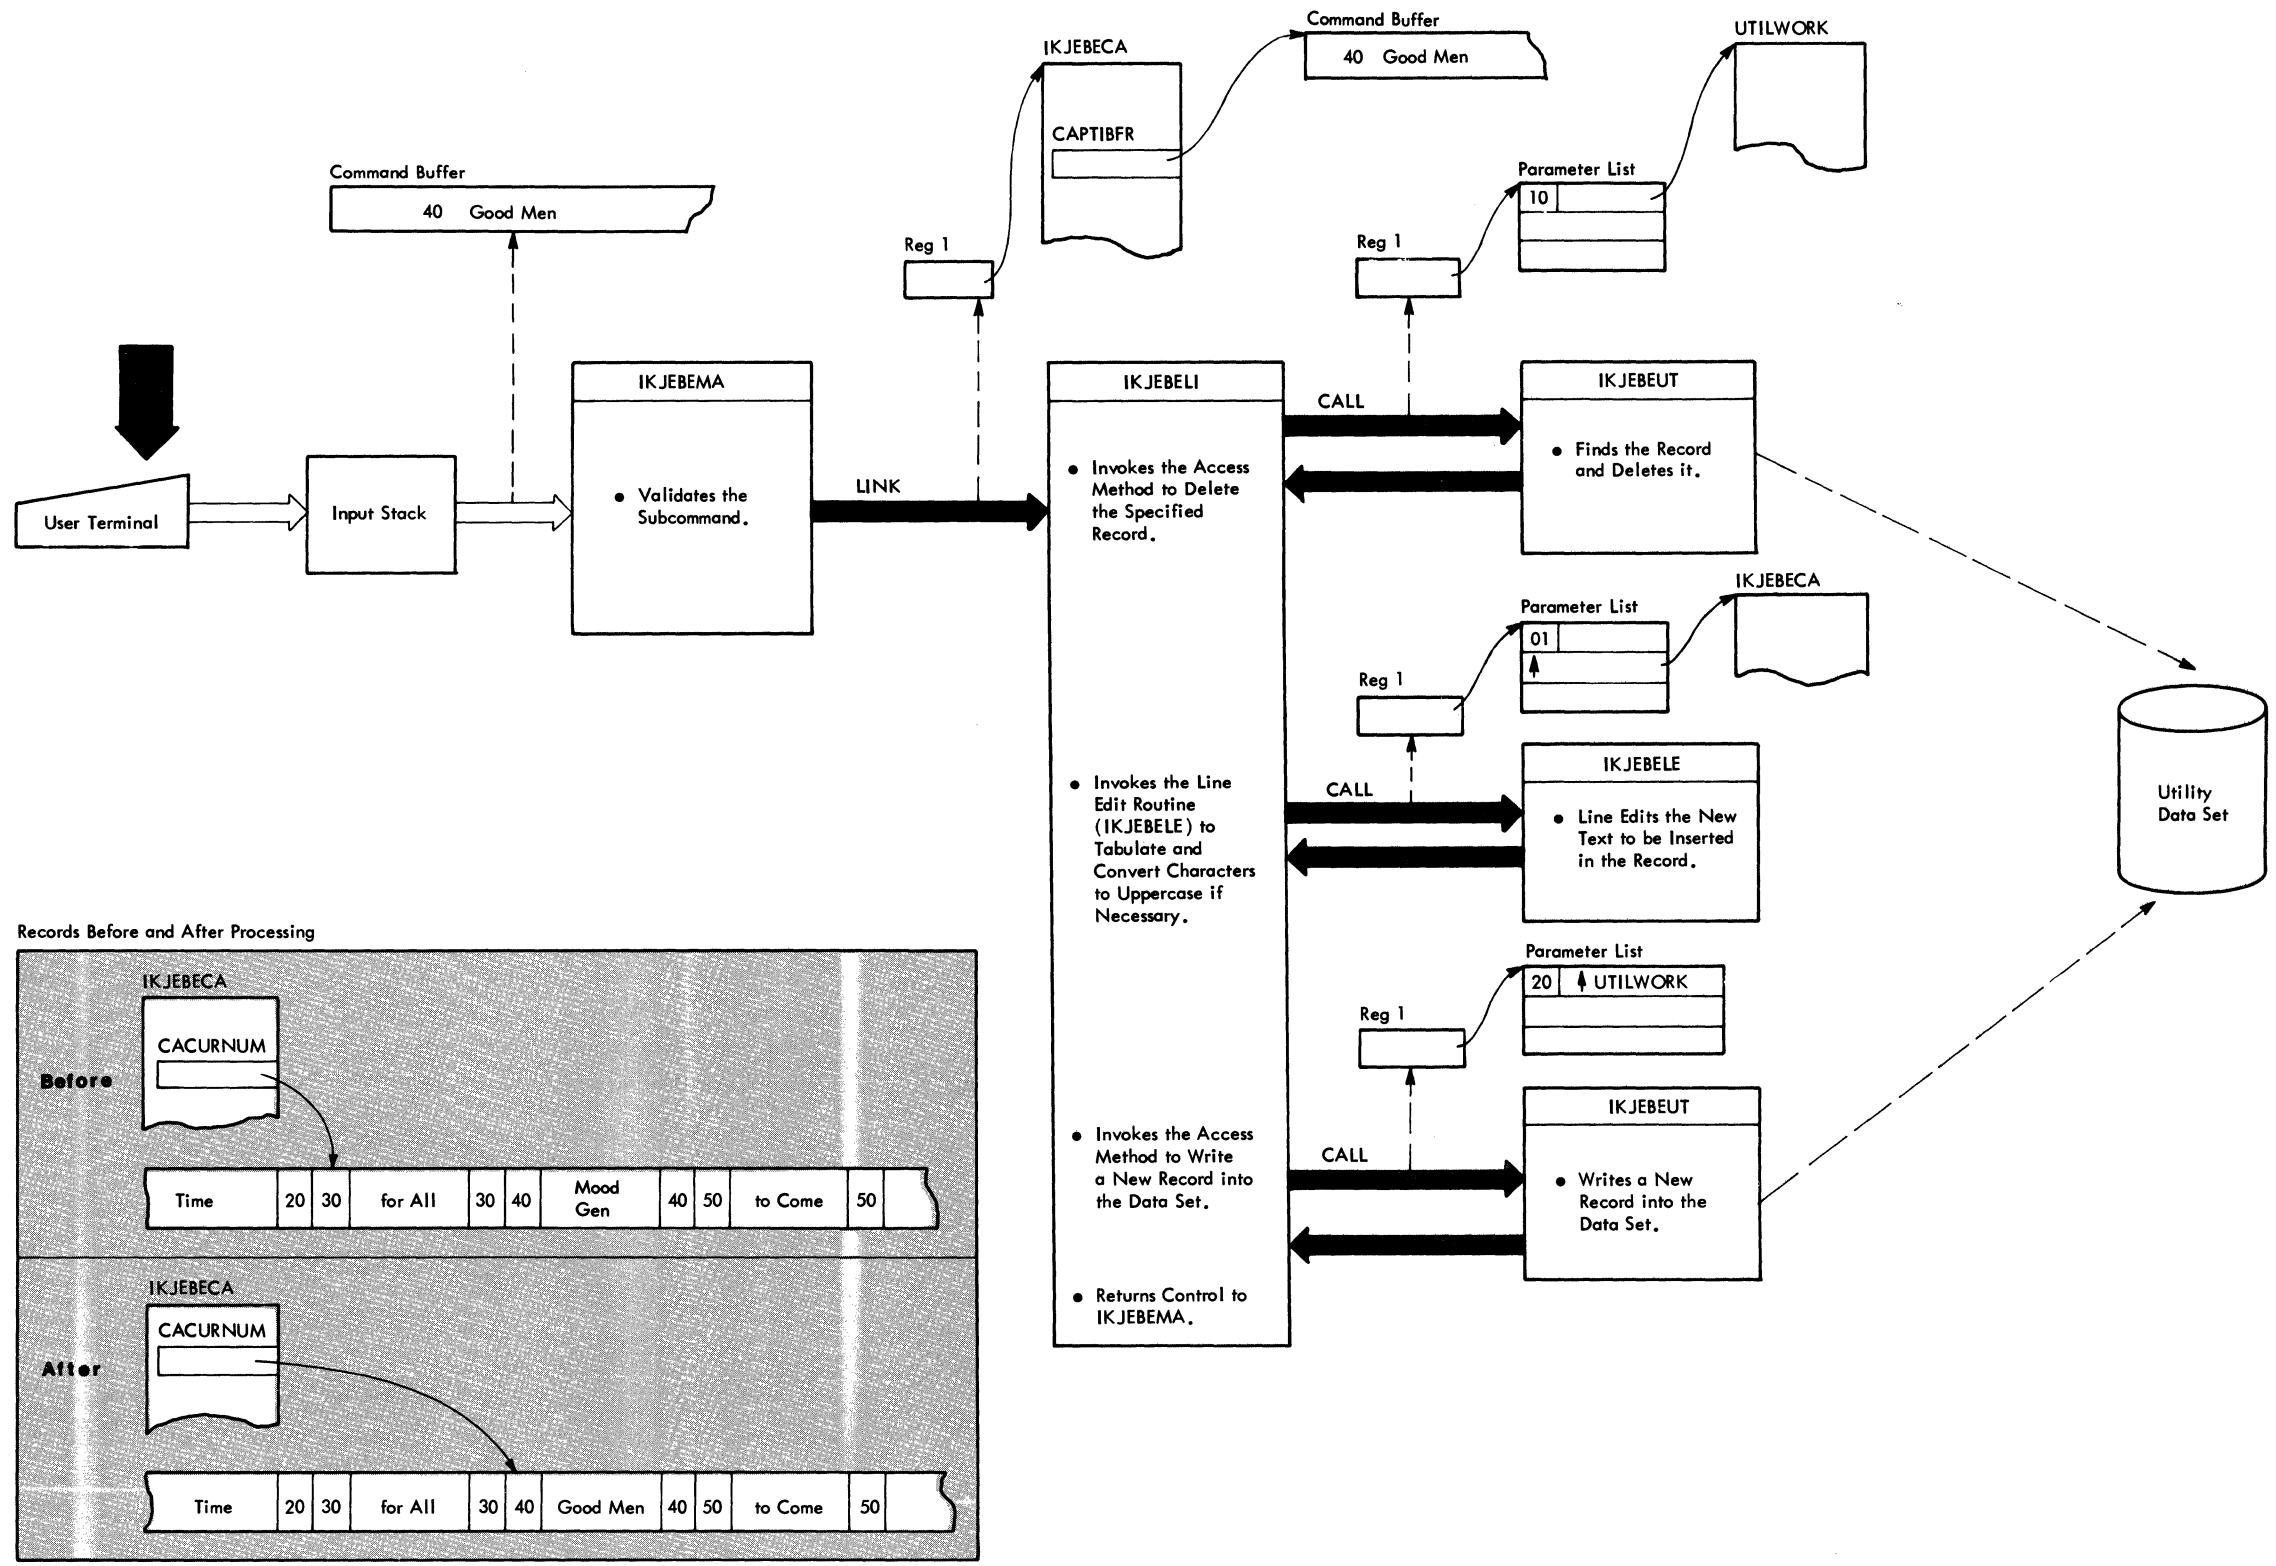 Command Buffer
40 Good Men
IKJEBECA
CAPTIBFR
Reg 1
Command Buffer
40 Good Men
UTILWORK
Parameter List
10
Reg 1
User Terminal
Input Stack
IKJEBEMA
• Validates the
Subcommand.
LINK
IKJEBELI
• Invokes the Access
Method to Delete
the Specified
Record.
• Invokes the Line
Edit Routine
(IKJEBELE) to
Tabulate and
Convert Characters
to Uppercase if
Necessary.
• Invokes the Access
Method to Write
a New Record into
the Data Set.
• Returns Control to
IKJEBEMA.
CALL
IKJEBEUT
• Finds the Record
and Deletes it.
IKJEBECA
Parameter List
01
Reg 1
CALL
IKJEBELE
• Line Edits the New
Text to be Inserted
in the Record.
Utility
Data Set
Parameter List
20 UTILWORK
Reg 1
CALL
IKJEBEUT
• Writes a New
Record into the
Data Set.
Records Before and After Processing
IKJEBECA
CACURNUM
Before
Time 20 30 for All 30 40 Mood
Gen 40 50 to Come 50
IKJEBECA
CACURNUM
After
Time 20 30 for All 30 40 Good Men 40 50 to Come 50